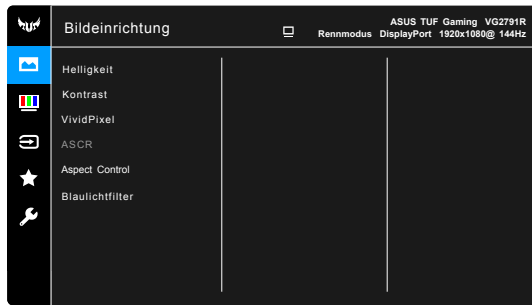 Bildeinrichtung
ASUS TUF Gaming VG2791R
Rennmodus DisplayPort 1920x1080@ 144Hz
Helligkeit
Kontrast
VividPixel
ASCR
Aspect Control
Blaulichtfilter